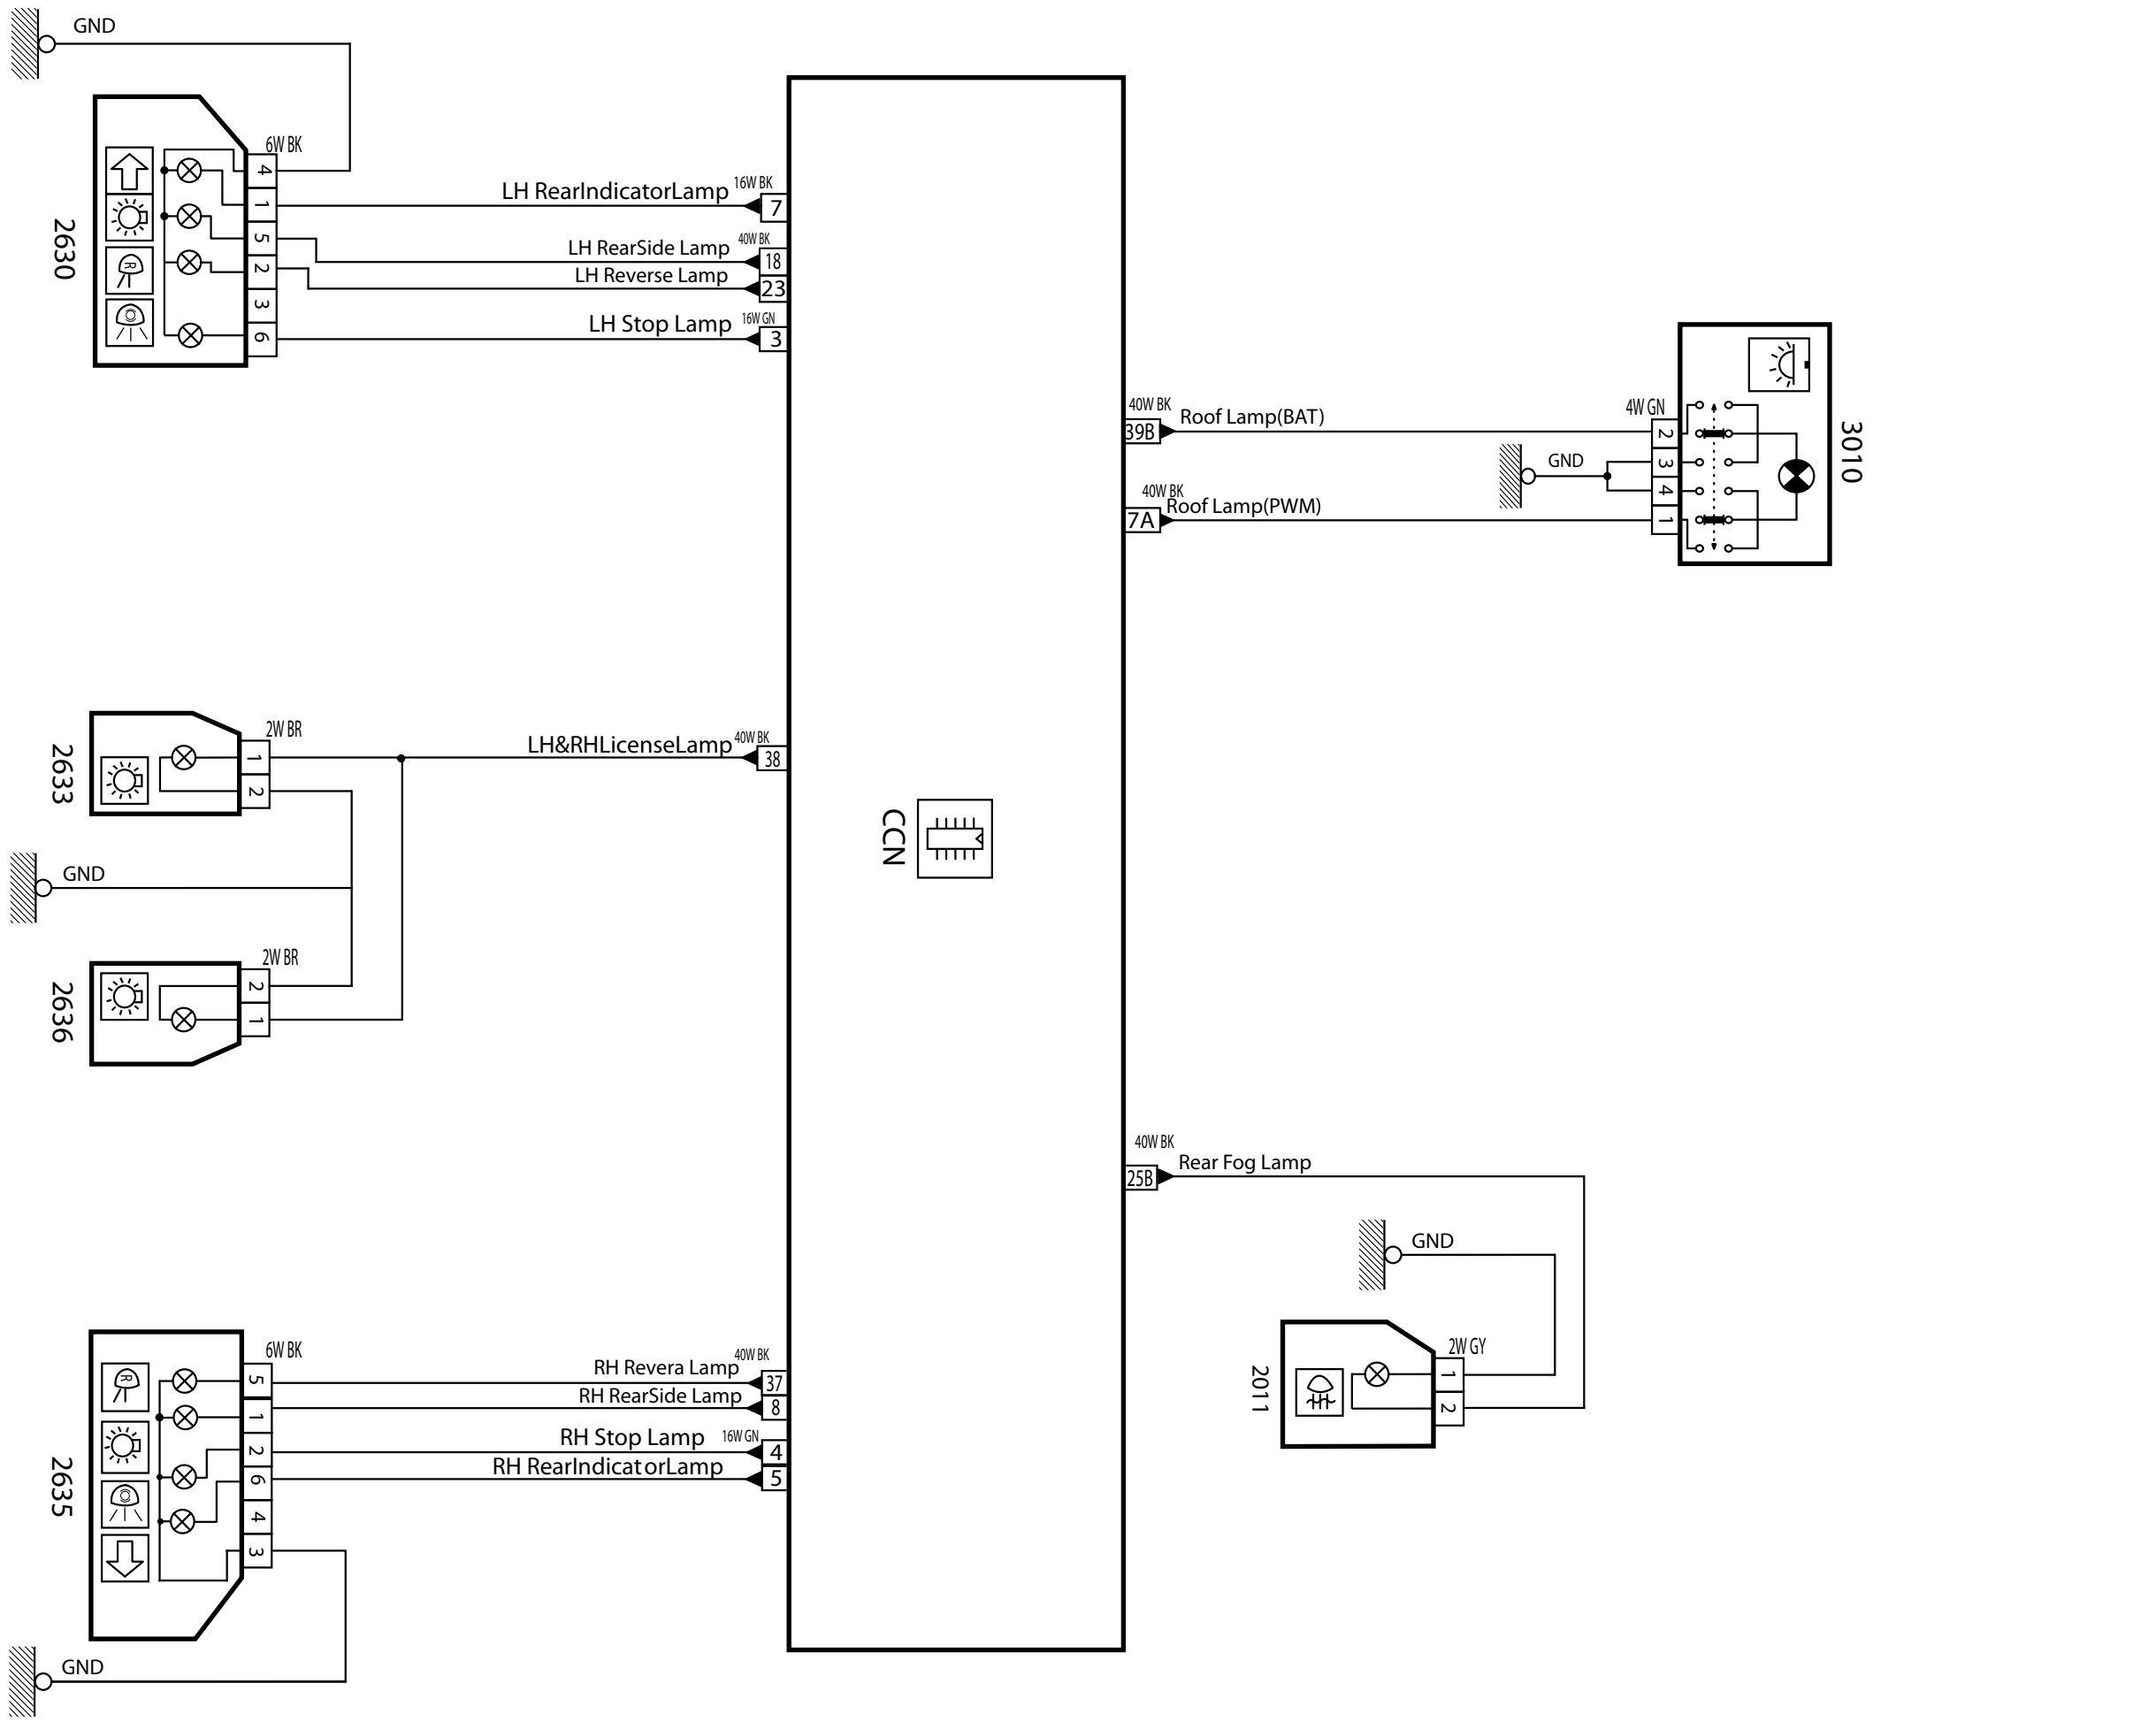 GND
6W BK
4
1
5
2
3
6
2630
LH RearIndicatorLamp
16W BK
7
LH RearSide Lamp
40W BK
18
LH Reverse Lamp
23
LH Stop Lamp
16W GN
3
40W BK
39B
Roof Lamp(BAT)
40W BK
7A
Roof Lamp(PWM)
GND
4W GN
2
3
4
1
3010
2W BR
1
2
2633
LH&RHLicenseLamp
40W BK
38
CCN
GND
2W BR
2
1
2636
40W BK
25B
Rear Fog Lamp
GND
2W GY
1
2
2011
6W BK
5
1
2
6
4
3
2635
R
R
RH Revera Lamp
40W BK
37
RH RearSide Lamp
8
RH Stop Lamp
16W GN
4
RH RearIndicatorLamp
5
GND